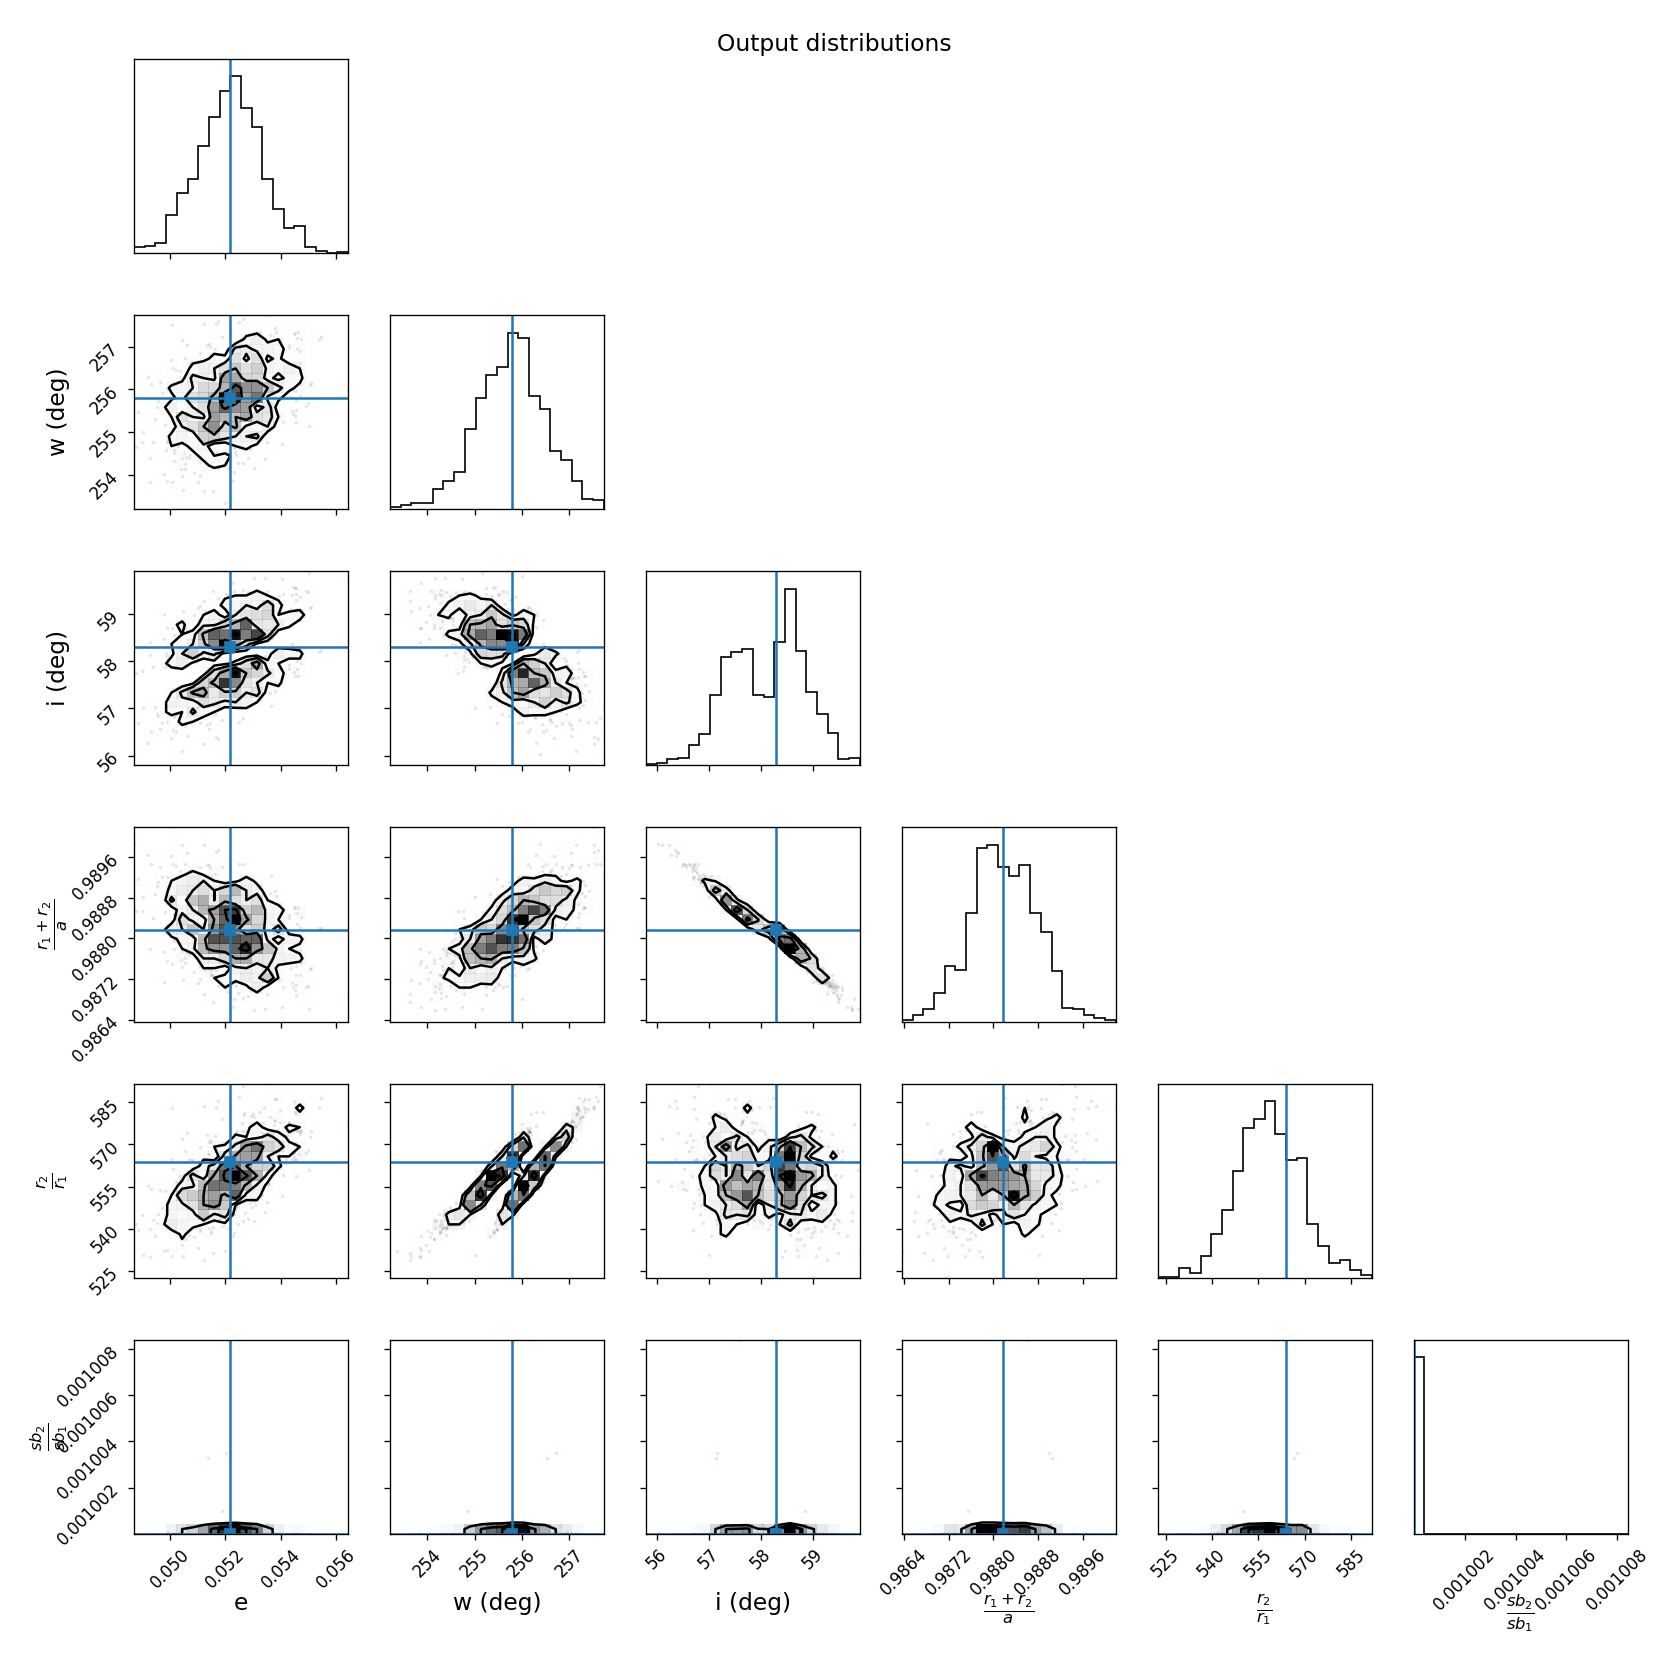 Output distributions
w (deg)
257
256
255
254
i (deg)
59
58
57
56
r₁ + r₂
a
0.9896
0.9888
0.9880
0.9872
0.9864
r₂
r₁
585
570
555
540
525
sb₂
sb₁
0.001008
0.001006
0.001004
0.001002
0.050 0.052 0.054 0.056
254 255 256 257
56 57 58 59
0.9864 0.9872 0.9880 0.9888 0.9896
525 540 555 570 585
0.001002 0.001004 0.001006 0.001008
e
w (deg)
i (deg)
r₁ + r₂
a
r₂
r₁
sb₂
sb₁